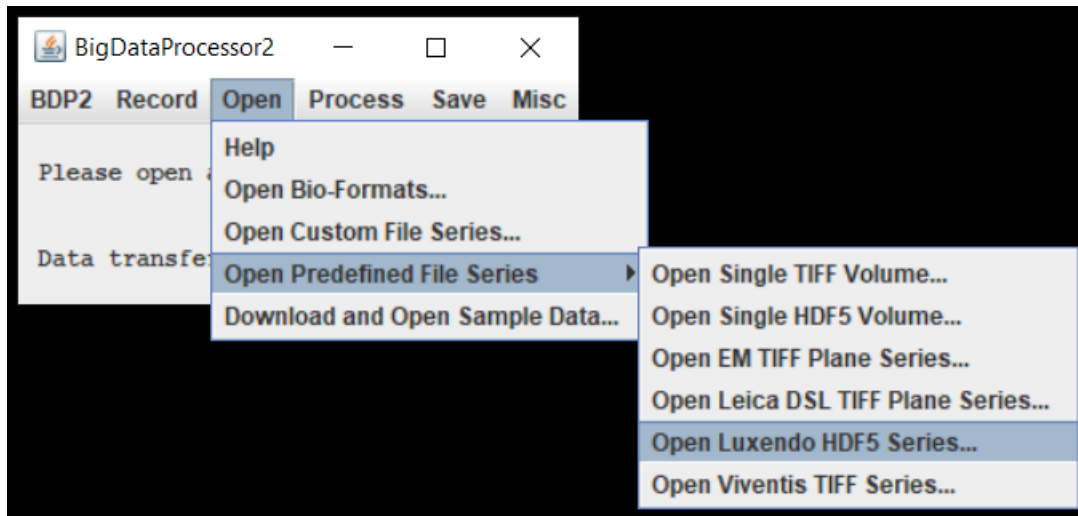 BigDataProcessor2
BDP2 Record Open Process Save Misc
Help
Please open
Open Bio-Formats...
Open Custom File Series...
Data transfe
Open Predefined File Series
Open Single TIFF Volume...
Download and Open Sample Data...
Open Single HDF5 Volume...
Open EM TIFF Plane Series...
Open Leica DSL TIFF Plane Series...
Open Luxendo HDF5 Series...
Open Viventis TIFF Series...